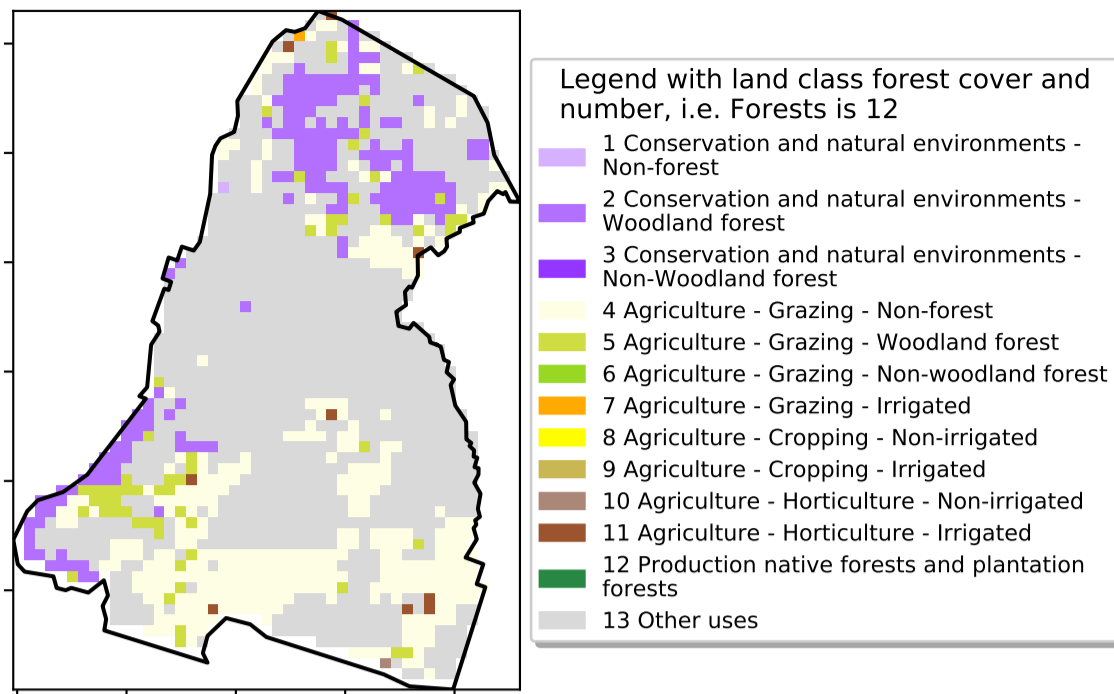 Legend with land class forest cover and
number, i.e. Forests is 12
1 Conservation and natural environments -
Non-forest
2 Conservation and natural environments -
Woodland forest
3 Conservation and natural environments -
Non-Woodland forest
4 Agriculture - Grazing - Non-forest
5 Agriculture - Grazing - Woodland forest
6 Agriculture - Grazing - Non-woodland forest
7 Agriculture - Grazing - Irrigated
8 Agriculture - Cropping - Non-irrigated
9 Agriculture - Cropping - Irrigated
10 Agriculture - Horticulture - Non-irrigated
11 Agriculture - Horticulture - Irrigated
12 Production native forests and plantation
forests
13 Other uses